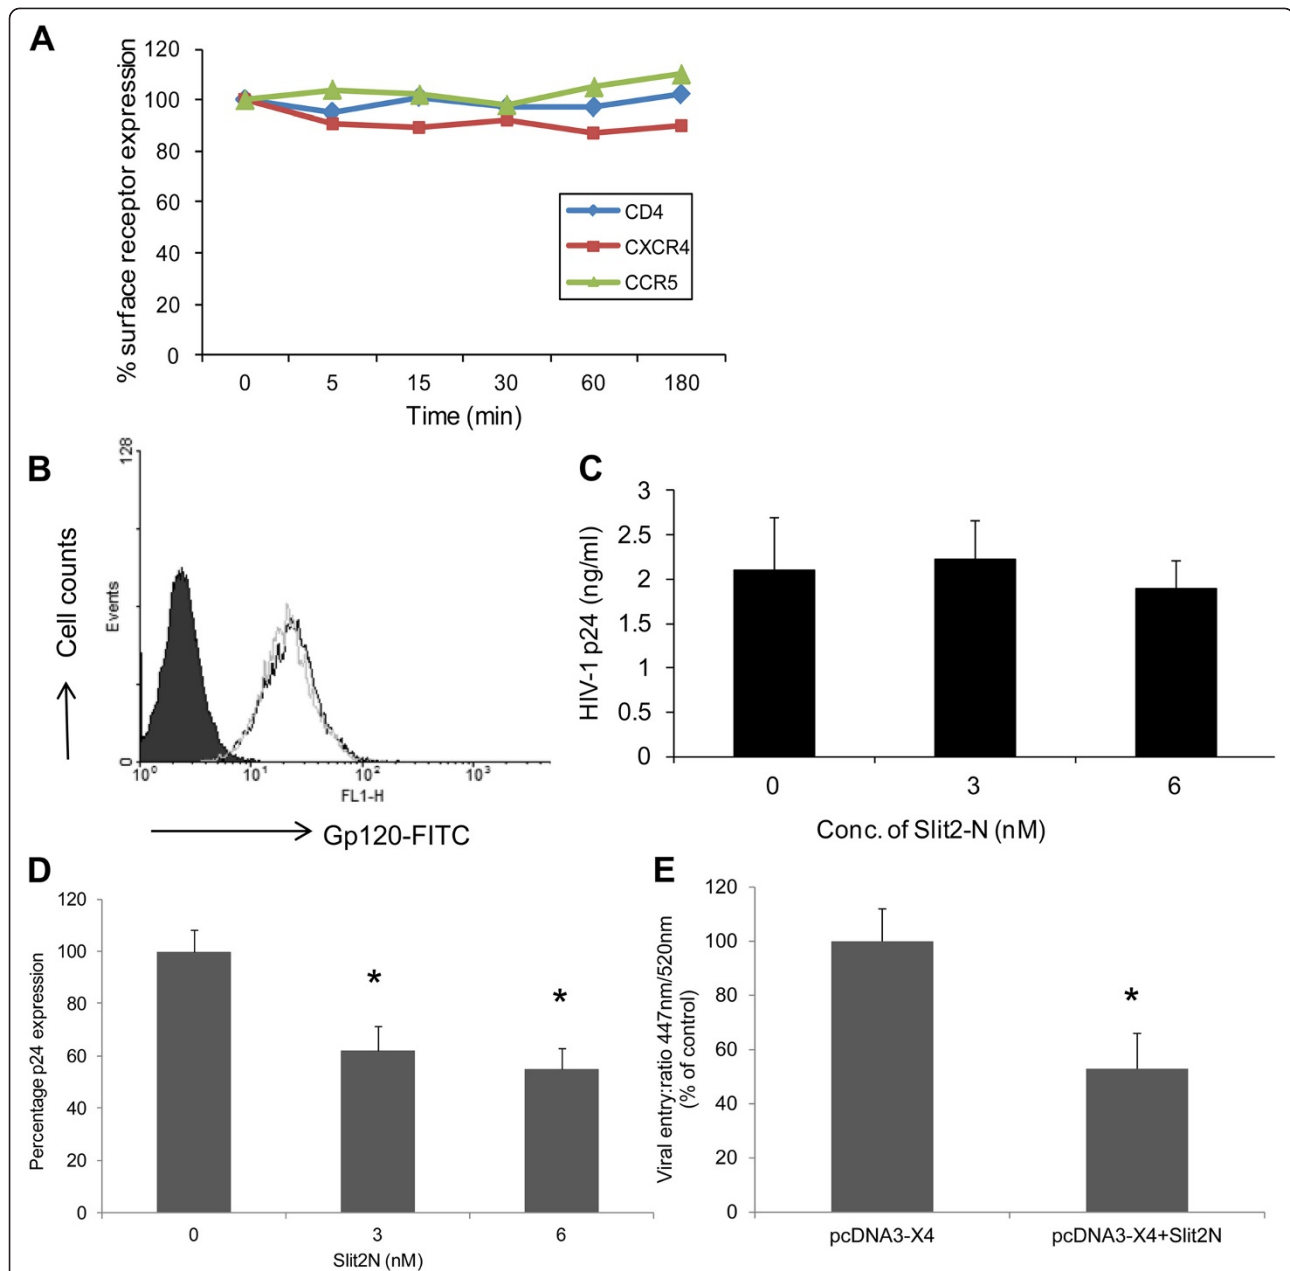 A
% surface receptor expression
120
100
80
60
40
20
0
CD4
CXCR4
CCR5
0 5 15 30 60 180
Time (min)
B
Cell counts
Events
128
0
10^0 10^1 10^2 10^3
FL1-H
Gp120-FITC
C
HIV-1 p24 (ng/ml)
3
2.5
2
1.5
1
0.5
0
0 3 6
Conc. of Slit2-N (nM)
D
Percentage p24 expression
120
100
80
60
40
20
0
*
*
0 3 6
Slit2N (nM)
E
Viral entry:ratio 447nm/520nm
(% of control)
120
100
80
60
40
20
0
*
pcDNA3-X4 pcDNA3-X4+Slit2N